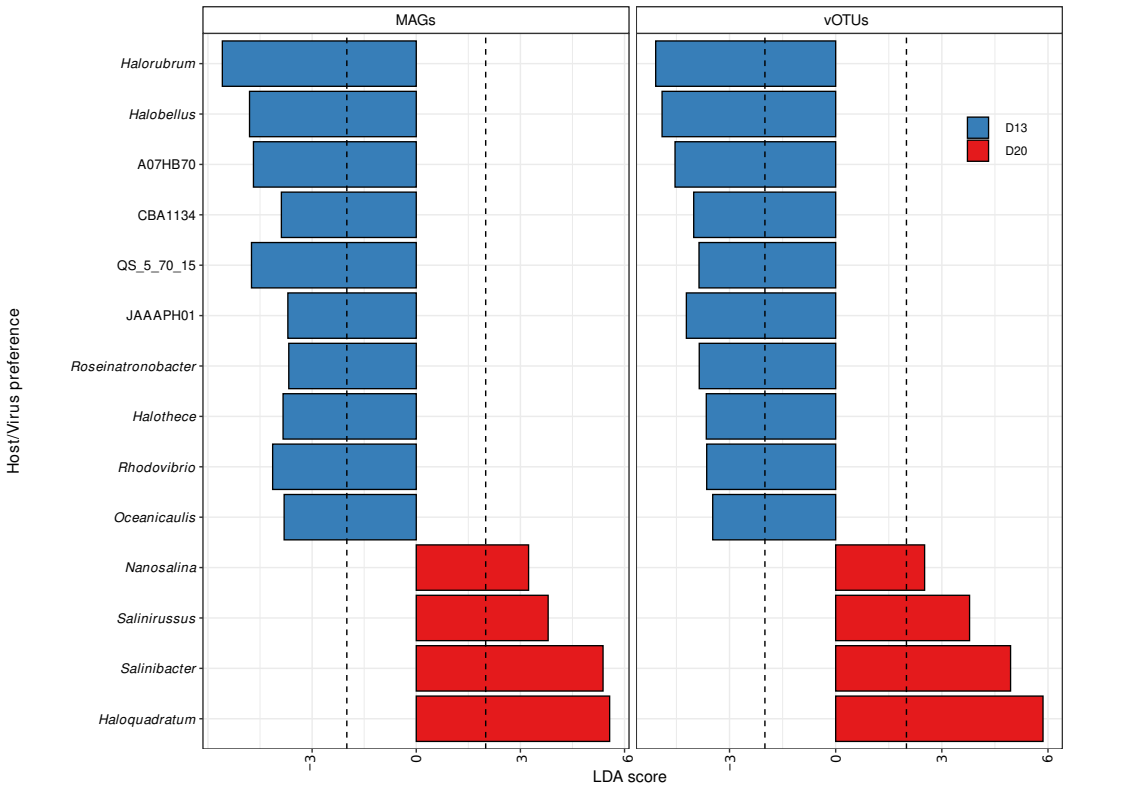 MAGs
vOTUs
Halorubrum
Halobellus
A07HB70
CBA1134
QS_5_70_15
JAAAPH01
Roseinatronobacter
Halothece
Rhodovibrio
Oceanicaulis
Nanosalina
Salinirussus
Salinibacter
Haloquadratum
Host/Virus preference
D13
D20
−3
0
3
6
−3
0
3
6
LDA score